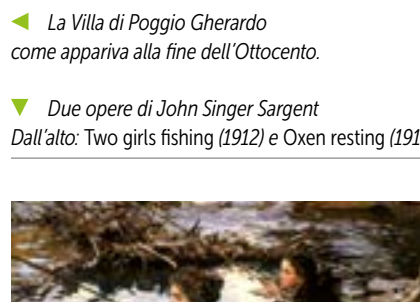 La Villa di Poggio Gherardo
come appariva alla fine dell'Ottocento.
Due opere di John Singer Sargent
Dall'alto: Two girls fishing (1912) e Oxen resting